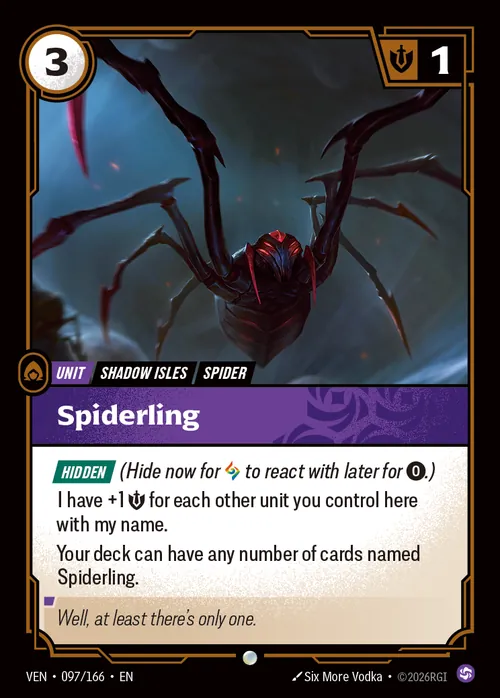 3
1
UNIT SHADOW ISLES SPIDER
Spiderling
HIDDEN (Hide now for to react with later for 0.)
I have +1 for each other unit you control here
with my name.
Your deck can have any number of cards named
Spiderling.
Well, at least there's only one.
VEN • 097/166 • EN Six More Vodka • ©2026RGI